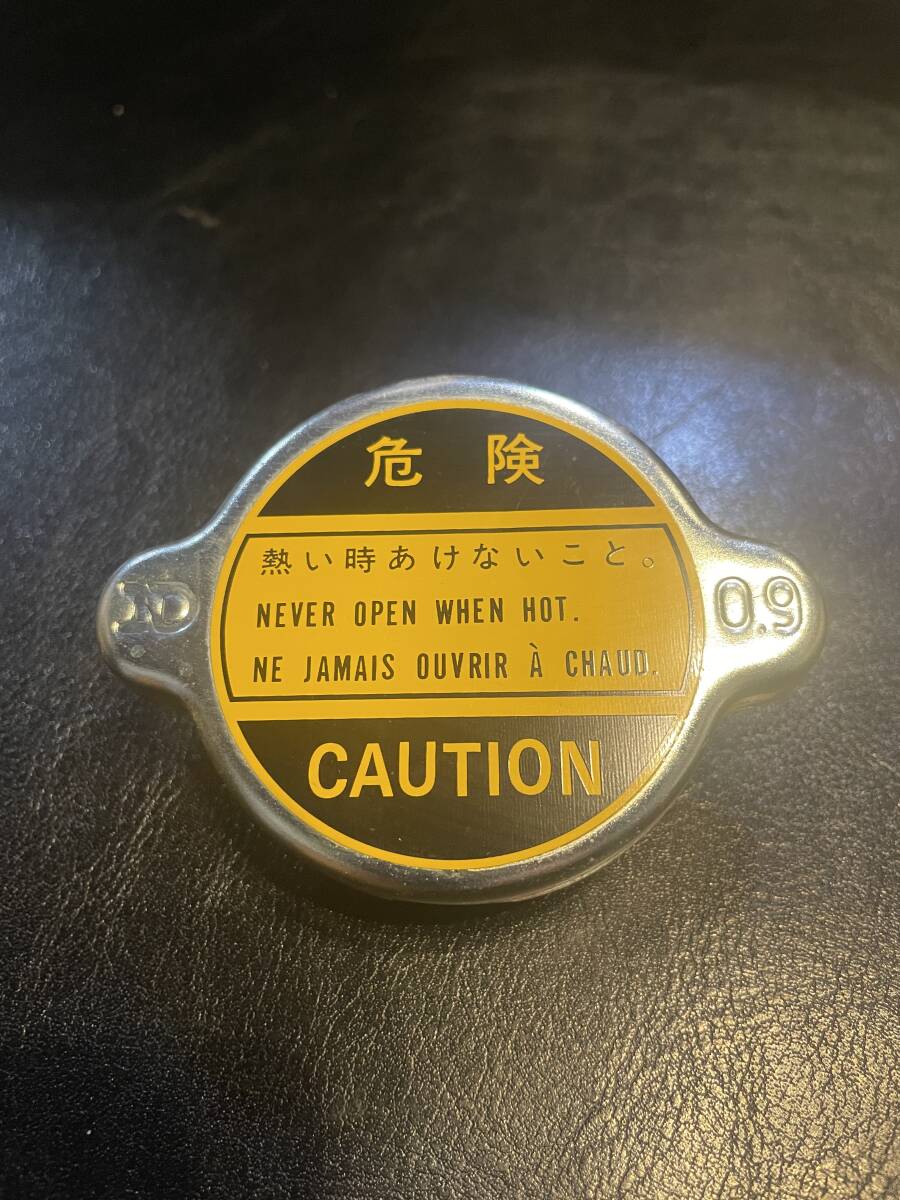 危険
熱い時あけないこと。
NEVER OPEN WHEN HOT.
NE JAMAIS OUVRIR À CHAUD.
0.9
CAUTION